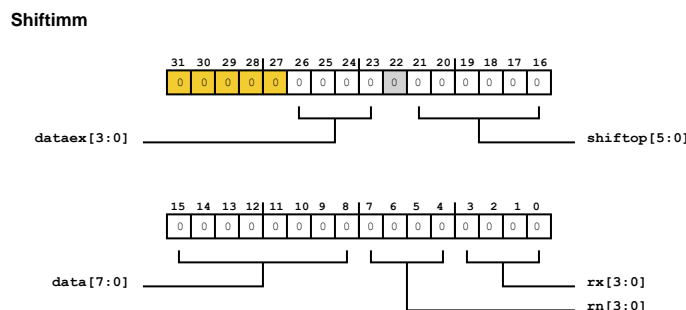 Shiftimm
31 30 29 28 27 26 25 24 23 22 21 20 19 18 17 16
0 0 0 0 0 0 0 0 0 0 0 0 0 0 0 0
dataex[3:0] shiftop[5:0]
15 14 13 12 11 10 9 8 7 6 5 4 3 2 1 0
0 0 0 0 0 0 0 0 0 0 0 0 0 0 0 0
data[7:0] rx[3:0]
rn[3:0]